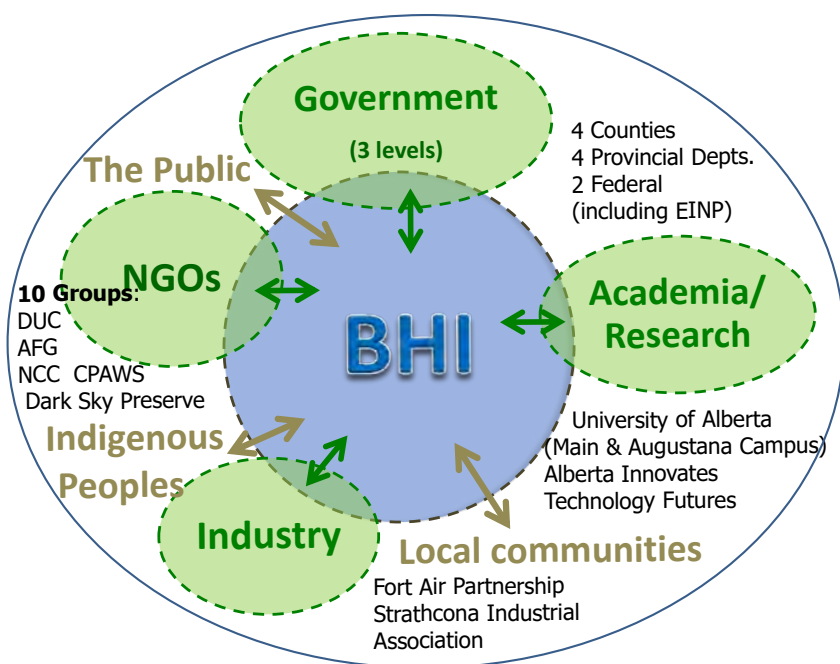 Government
(3 levels)
4 Counties
4 Provincial Depts.
2 Federal
(including EINP)
The Public
NGOs
10 Groups:
DUC
AFG
NCC CPAWS
Dark Sky Preserve
BHI
Academia/
Research
University of Alberta
(Main & Augustana Campus)
Alberta Innovates
Technology Futures
Indigenous
Peoples
Industry
Local communities
Fort Air Partnership
Strathcona Industrial
Association